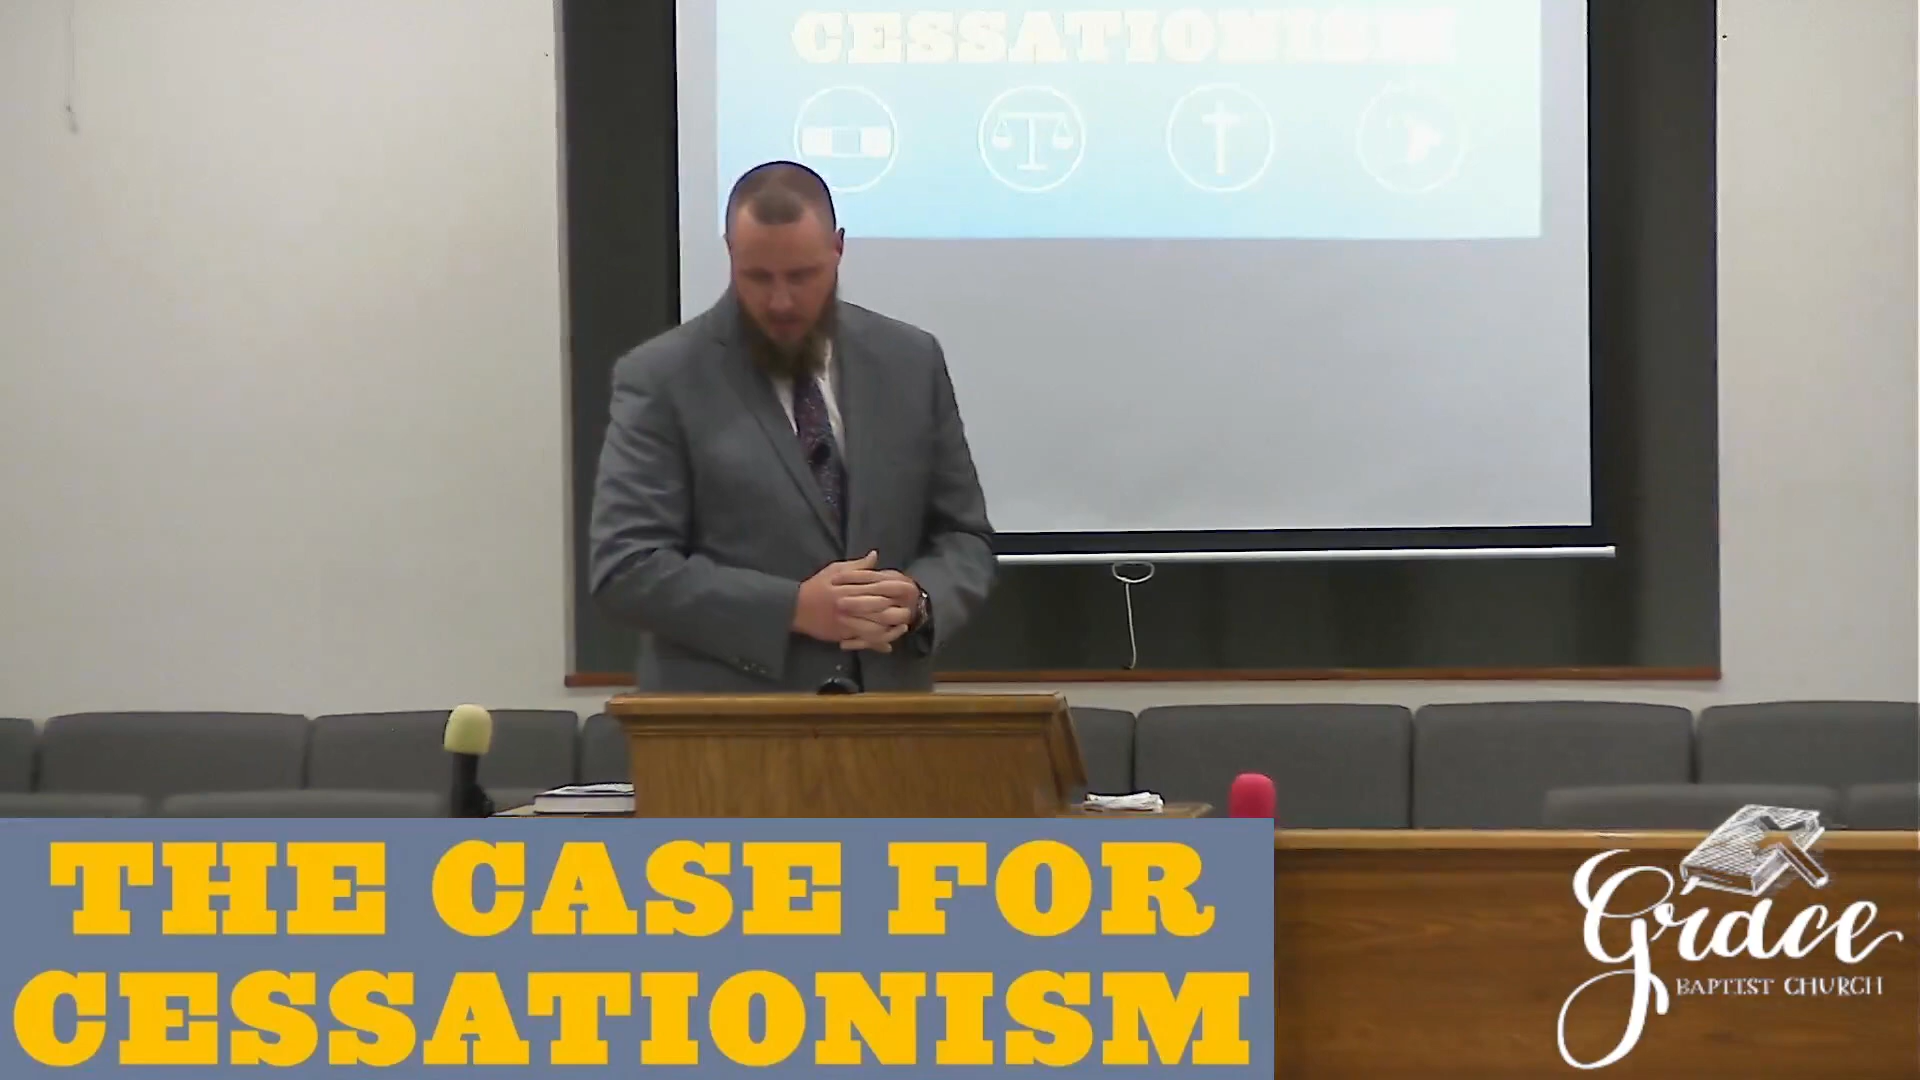 CESSATIONISM
THE CASE FOR
CESSATIONISM
Grace
BAPTIST CHURCH